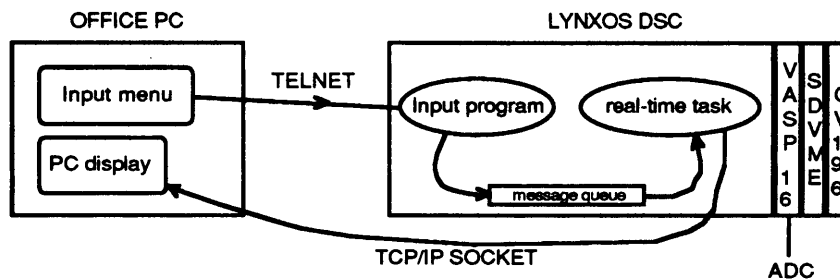 OFFICE PC
LYNXOS DSC
TELNET
Input menu
Input program
real-time task
PC display
message queue
VASP 16
SDVME
CV196
TCP/IP SOCKET
ADC